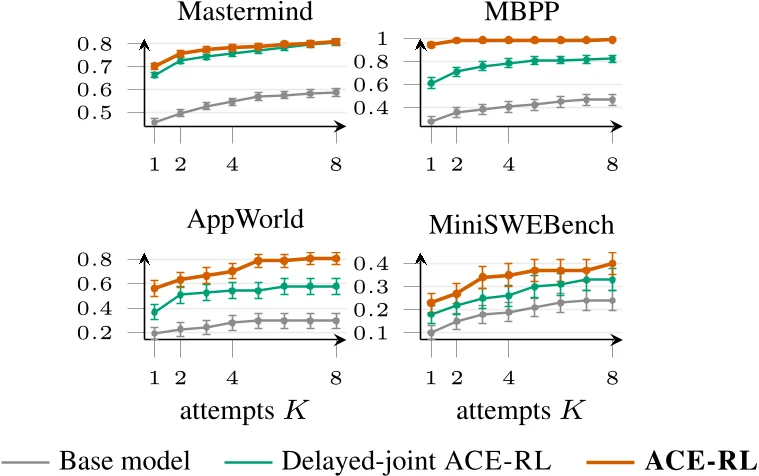 Mastermind
0.8
0.7
0.6
0.5
1 2 4 8
MBPP
1
0.8
0.6
0.4
1 2 4 8
AppWorld
0.8
0.6
0.4
0.2
1 2 4 8
attempts K
MiniSWEBench
0.4
0.3
0.2
0.1
1 2 4 8
attempts K
Base model Delayed-joint ACE-RL ACE-RL